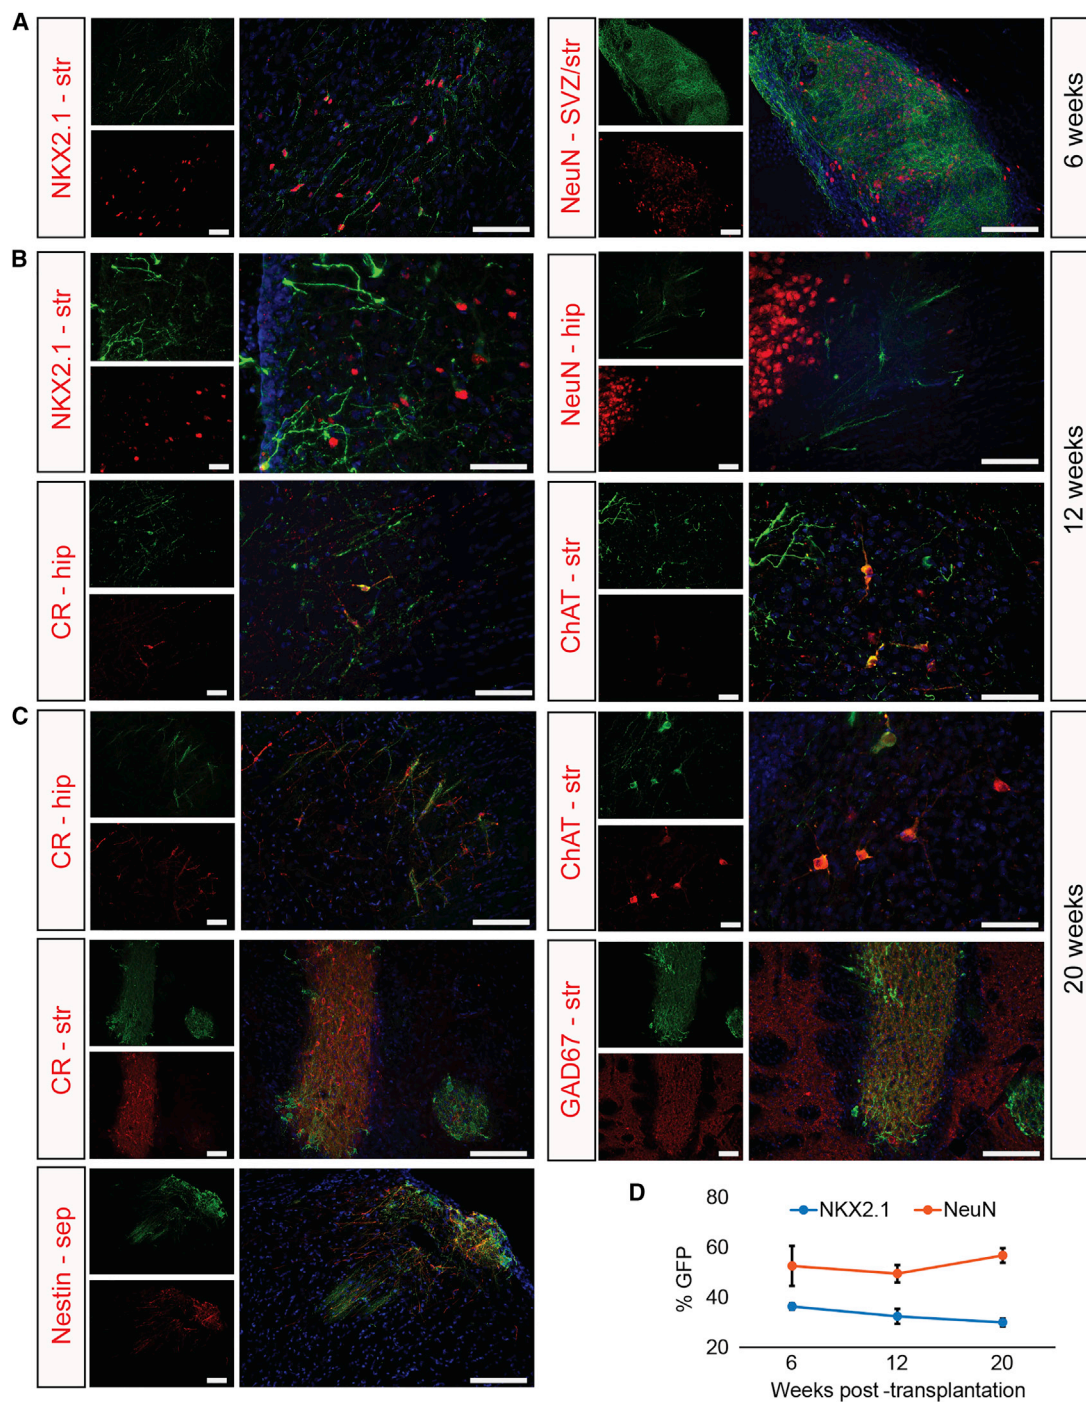 A
NKX2.1 - str
NeuN - SVZ/str
6 weeks
B
NKX2.1 - str
NeuN - hip
12 weeks
CR - hip
ChAT - str
C
CR - hip
ChAT - str
20 weeks
CR - str
GAD67 - str
Nestin - sep
D
80
NKX2.1
NeuN
60
% GFP
40
20
6
12
20
Weeks post -transplantation